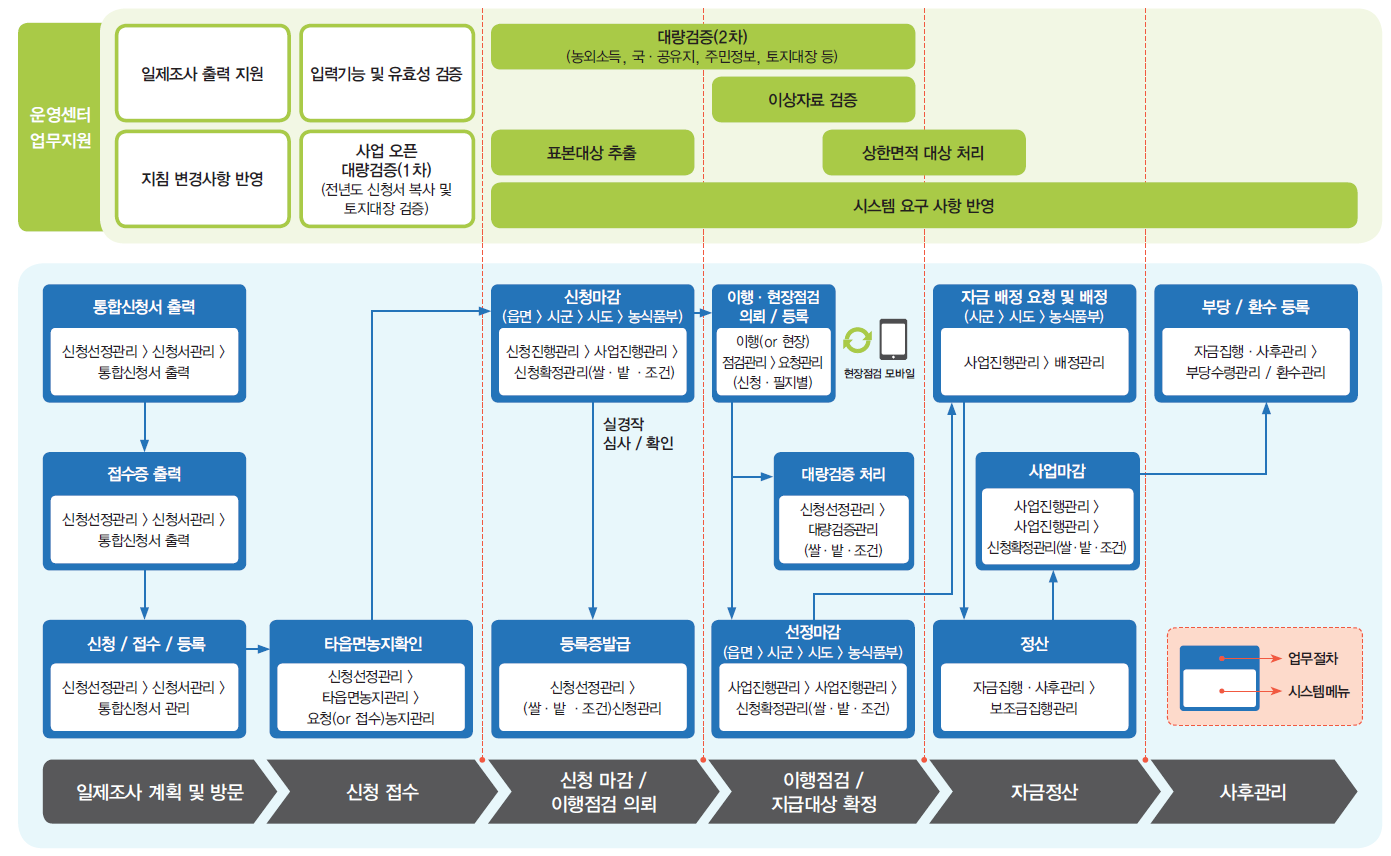 운영센터
업무지원
일제조사 출력 지원
입력기능 및 유효성 검증
지침 변경사항 반영
사업 오픈
대량검증(1차)
(전년도 신청서 복사 및
토지대장 검증)
대량검증(2차)
(농외소득, 국·공유지, 주민정보, 토지대장 등)
이상자료 검증
표본대상 추출
상한면적 대상 처리
시스템 요구 사항 반영
통합신청서 출력
신청선정관리 〉 신청서관리 〉
통합신청서 출력
접수증 출력
신청선정관리 〉 신청서관리 〉
통합신청서 출력
신청 / 접수 / 등록
신청선정관리 〉 신청서관리 〉
통합신청서 관리
타읍면농지확인
신청선정관리 〉
타읍면농지관리 〉
요청(or 접수)농지관리
신청마감
(읍면 〉 시군 〉 시도 〉 농식품부)
신청진행관리 〉 사업진행관리 〉
신청확정관리(쌀·밭 ·조건)
실경작
심사 / 확인
등록증발급
신청선정관리 〉
(쌀·밭 ·조건)신청관리
이행·현장점검
의뢰 / 등록
이행(or 현장)
점검관리 〉 요청관리
(신청·필지별)
현장점검 모바일
대량검증 처리
신청선정관리 〉
대량검증관리
(쌀·밭·조건)
선정마감
(읍면 〉 시군 〉 시도 〉 농식품부)
사업진행관리 〉 사업진행관리 〉
신청확정관리(쌀·밭·조건)
자금 배정 요청 및 배정
(시군 〉 시도 〉 농식품부)
사업진행관리 〉 배정관리
사업마감
사업진행관리 〉
사업진행관리 〉
신청확정관리(쌀·밭·조건)
정산
자금집행·사후관리 〉
보조금집행관리
부당 / 환수 등록
자금집행·사후관리 〉
부당수령관리 / 환수관리
업무절차
시스템메뉴
일제조사 계획 및 방문
신청 접수
신청 마감 /
이행점검 의뢰
이행점검 /
지급대상 확정
자금정산
사후관리